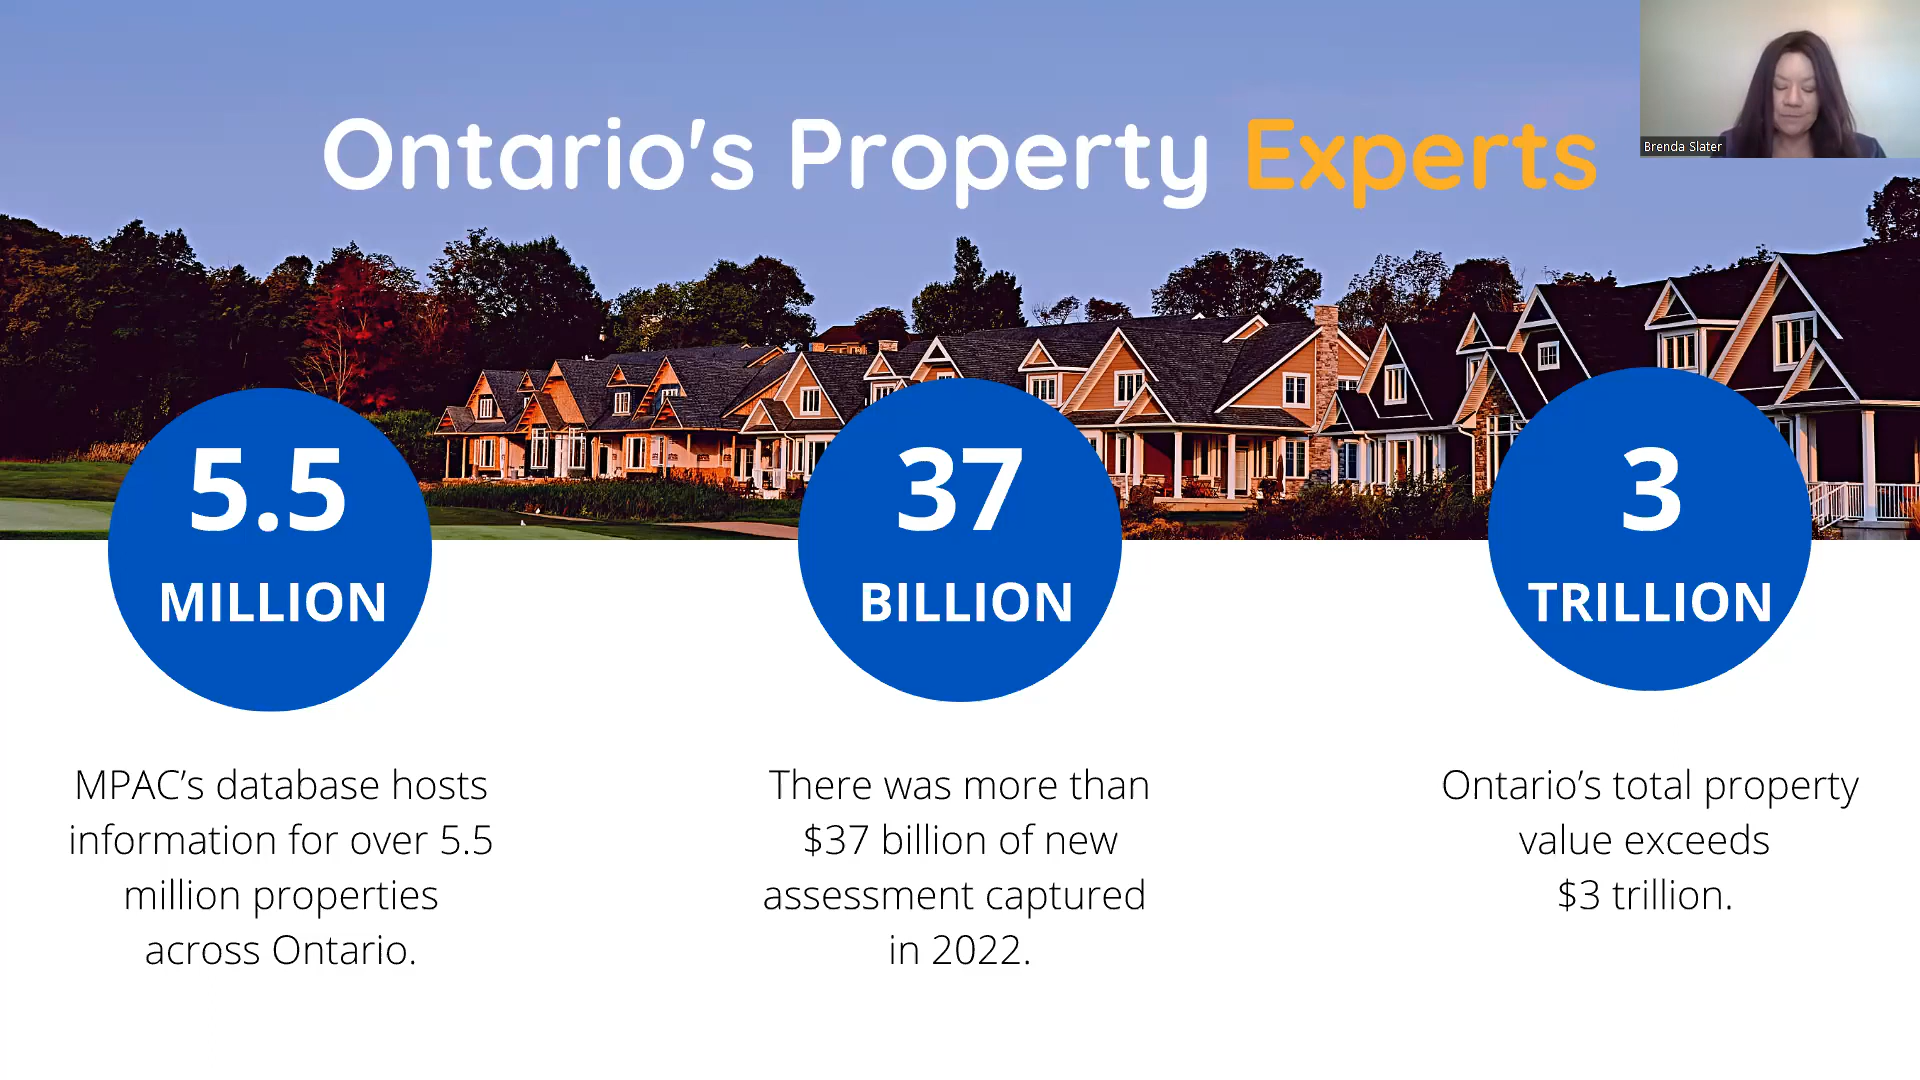 Ontario's Property Experts
Brenda Slater
5.5
MILLION
37
BILLION
3
TRILLION
MPAC’s database hosts
information for over 5.5
million properties
across Ontario.
There was more than
$37 billion of new
assessment captured
in 2022.
Ontario’s total property
value exceeds
$3 trillion.